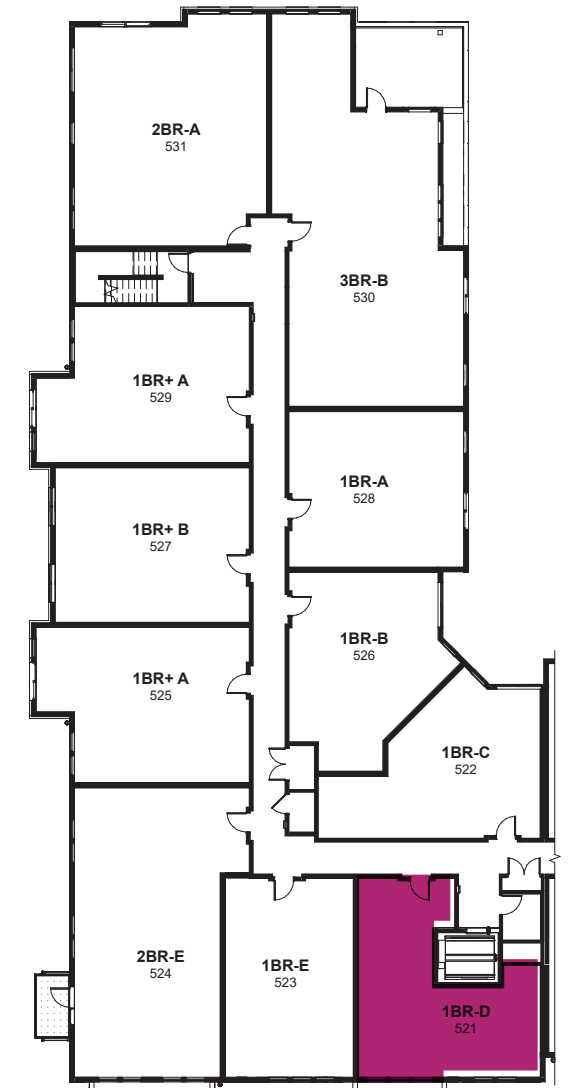 2BR-A
531
3BR-B
530
1BR+ A
529
1BR-A
528
1BR+ B
527
1BR-B
526
1BR+ A
525
1BR-C
522
2BR-E
524
1BR-E
523
1BR-D
521